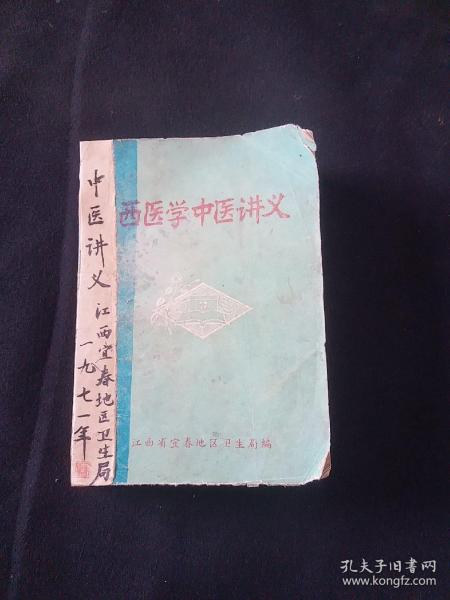 西医学中医讲义
江西省宜春地区卫生局编
中医讲义
江西宜春地区卫生局
一九七一年
孔夫子旧书网
www.kongfz.com